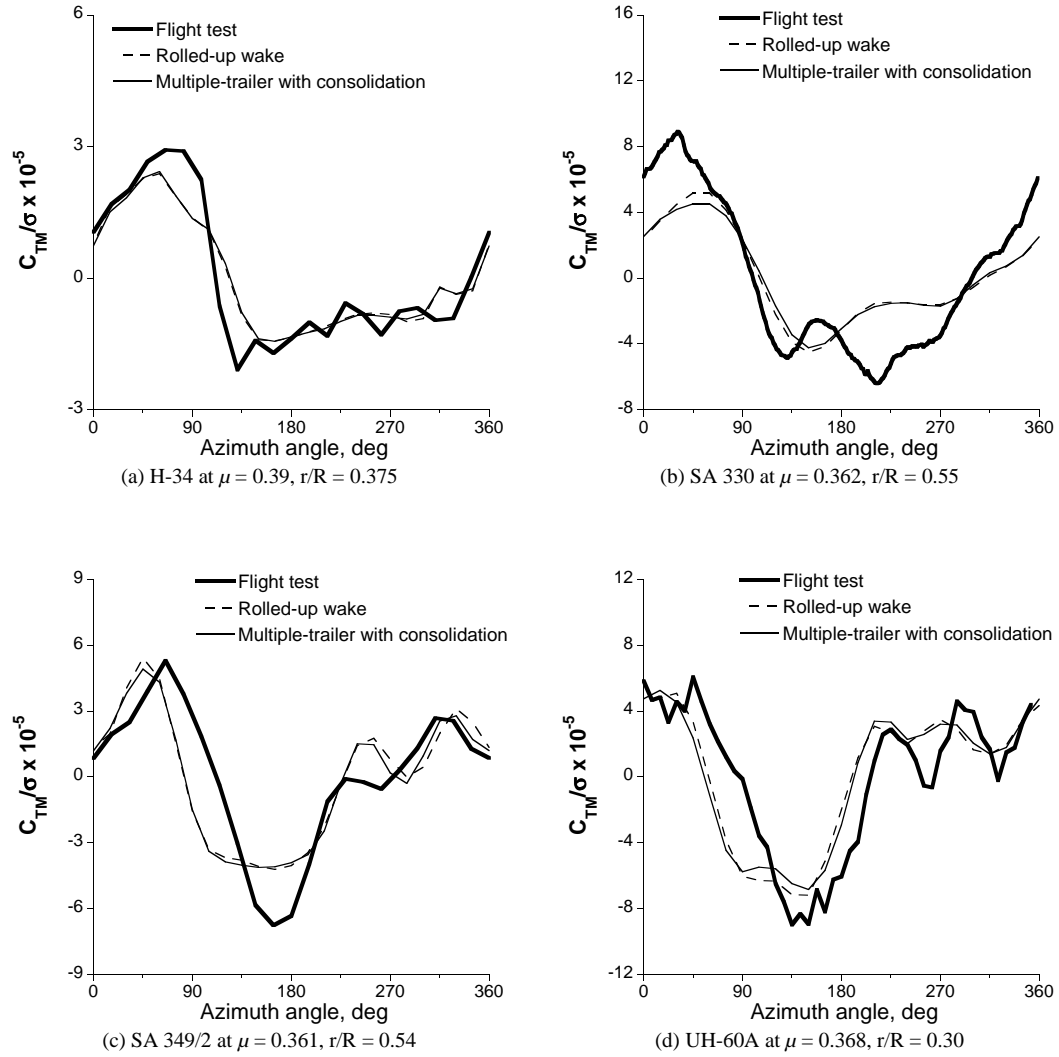 6
3
0
-3
C_TM/σ x 10^-5
Flight test
Rolled-up wake
Multiple-trailer with consolidation
0 90 180 270 360
Azimuth angle, deg
(a) H-34 at μ = 0.39, r/R = 0.375
16
12
8
4
0
-4
-8
C_TM/σ x 10^-5
Flight test
Rolled-up wake
Multiple-trailer with consolidation
0 90 180 270 360
Azimuth angle, deg
(b) SA 330 at μ = 0.362, r/R = 0.55
9
6
3
0
-3
-6
-9
C_TM/σ x 10^-5
Flight test
Rolled-up wake
Multiple-trailer with consolidation
0 90 180 270 360
Azimuth angle, deg
(c) SA 349/2 at μ = 0.361, r/R = 0.54
12
8
4
0
-4
-8
-12
C_TM/σ x 10^-5
Flight test
Rolled-up wake
Multiple-trailer with consolidation
0 90 180 270 360
Azimuth angle, deg
(d) UH-60A at μ = 0.368, r/R = 0.30